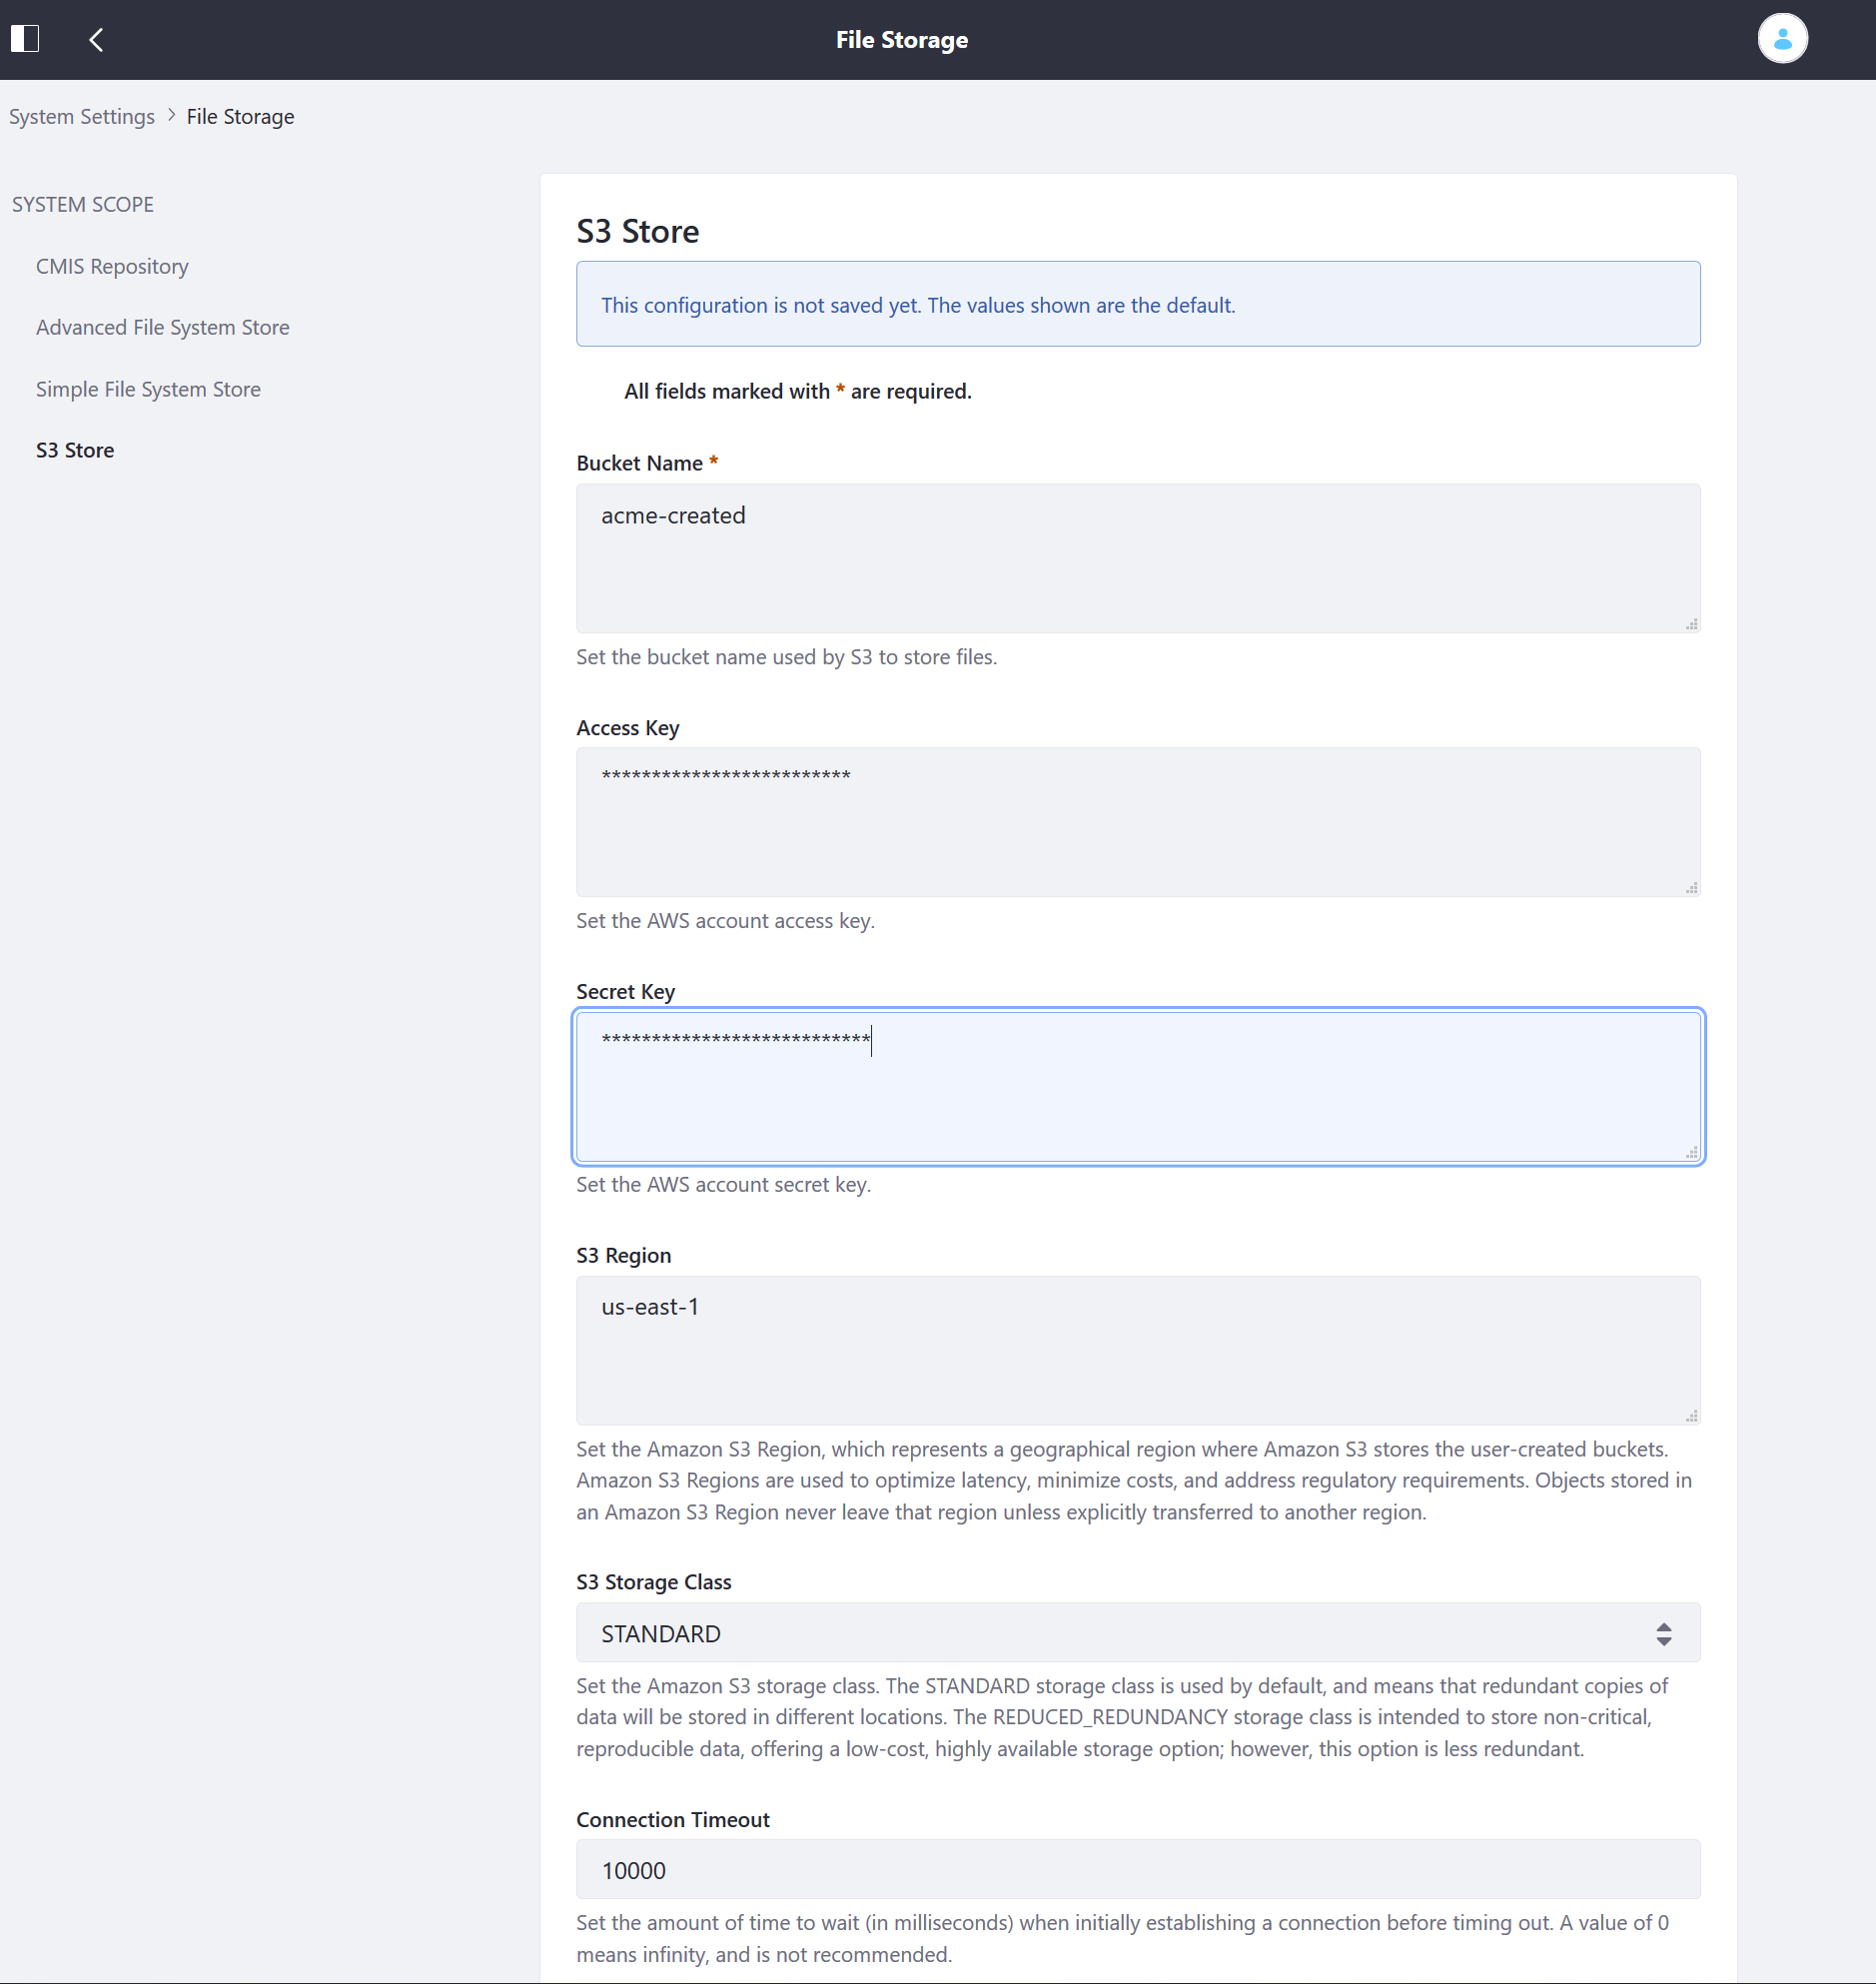 File Storage
System Settings > File Storage
SYSTEM SCOPE
CMIS Repository
Advanced File System Store
Simple File System Store
S3 Store
S3 Store
This configuration is not saved yet. The values shown are the default.
All fields marked with * are required.
Bucket Name *
acme-created
Set the bucket name used by S3 to store files.
Access Key
*************************
Set the AWS account access key.
Secret Key
***************************
Set the AWS account secret key.
S3 Region
us-east-1
Set the Amazon S3 Region, which represents a geographical region where Amazon S3 stores the user-created buckets.
Amazon S3 Regions are used to optimize latency, minimize costs, and address regulatory requirements. Objects stored in
an Amazon S3 Region never leave that region unless explicitly transferred to another region.
S3 Storage Class
STANDARD
Set the Amazon S3 storage class. The STANDARD storage class is used by default, and means that redundant copies of
data will be stored in different locations. The REDUCED_REDUNDANCY storage class is intended to store non-critical,
reproducible data, offering a low-cost, highly available storage option; however, this option is less redundant.
Connection Timeout
10000
Set the amount of time to wait (in milliseconds) when initially establishing a connection before timing out. A value of 0
means infinity, and is not recommended.